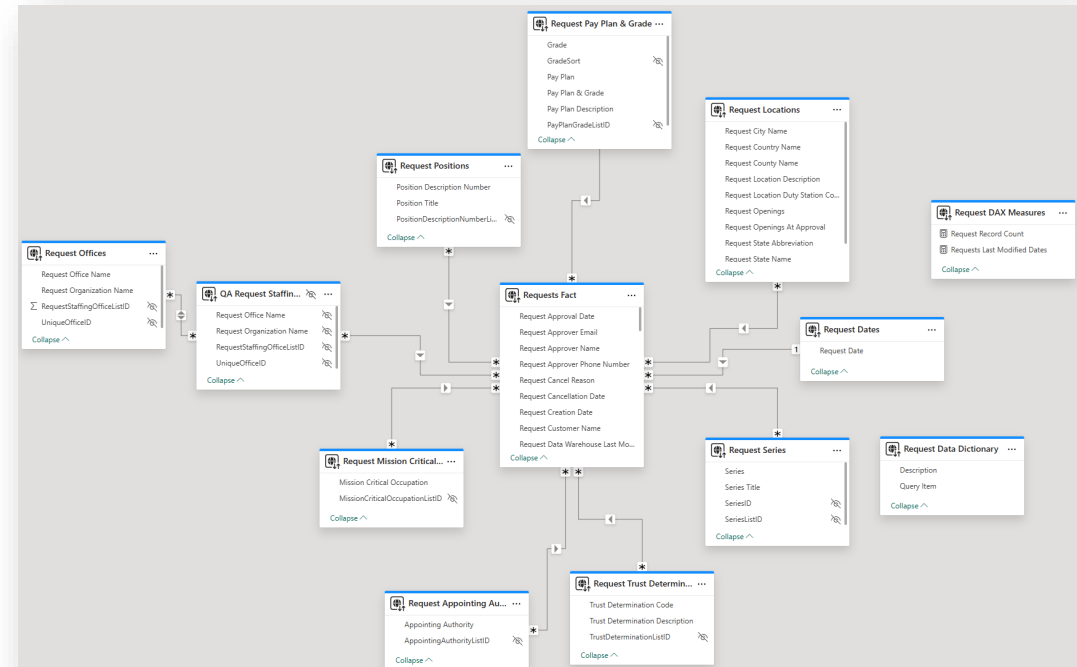 Request Pay Plan & Grade
Grade
GradeSort
Pay Plan
Pay Plan & Grade
Pay Plan Description
PayPlanGradeListID
Collapse
Request Locations
Request City Name
Request Country Name
Request County Name
Request Location Description
Request Location Duty Station Co...
Request Openings
Request Openings At Approval
Request State Abbreviation
Request State Name
Collapse
Request Positions
Position Description Number
Position Title
PositionDescriptionNumberLi...
Collapse
Request DAX Measures
Request Record Count
Requests Last Modified Dates
Collapse
Request Offices
Request Office Name
Request Organization Name
Σ RequestStaffingOfficeListID
UniqueOfficeID
Collapse
QA Request Staffin...
Request Office Name
Request Organization Name
RequestStaffingOfficeListID
UniqueOfficeID
Collapse
Requests Fact
Request Approval Date
Request Approver Email
Request Approver Name
Request Approver Phone Number
Request Cancel Reason
Request Cancellation Date
Request Creation Date
Request Customer Name
Request Data Warehouse Last Mo...
Collapse
Request Dates
1
Request Date
Collapse
Request Mission Critical...
Mission Critical Occupation
MissionCriticalOccupationListID
Collapse
Request Series
Series
Series Title
SeriesID
SeriesListID
Collapse
Request Data Dictionary
Description
Query Item
Collapse
Request Appointing Au...
Appointing Authority
AppointingAuthorityListID
Collapse
Request Trust Determin...
Trust Determination Code
Trust Determination Description
TrustDeterminationListID
Collapse